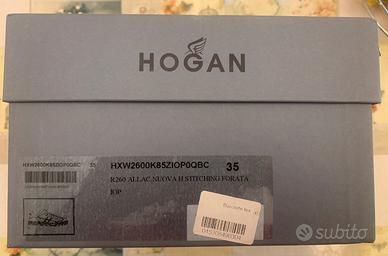 HOGAN
HXW2600K85ZIOP0QBC 35
HXW2600K85ZIOP0QBC 35
R260 ALLAC NUOVA H STITCHING FORATA
IOP
subito